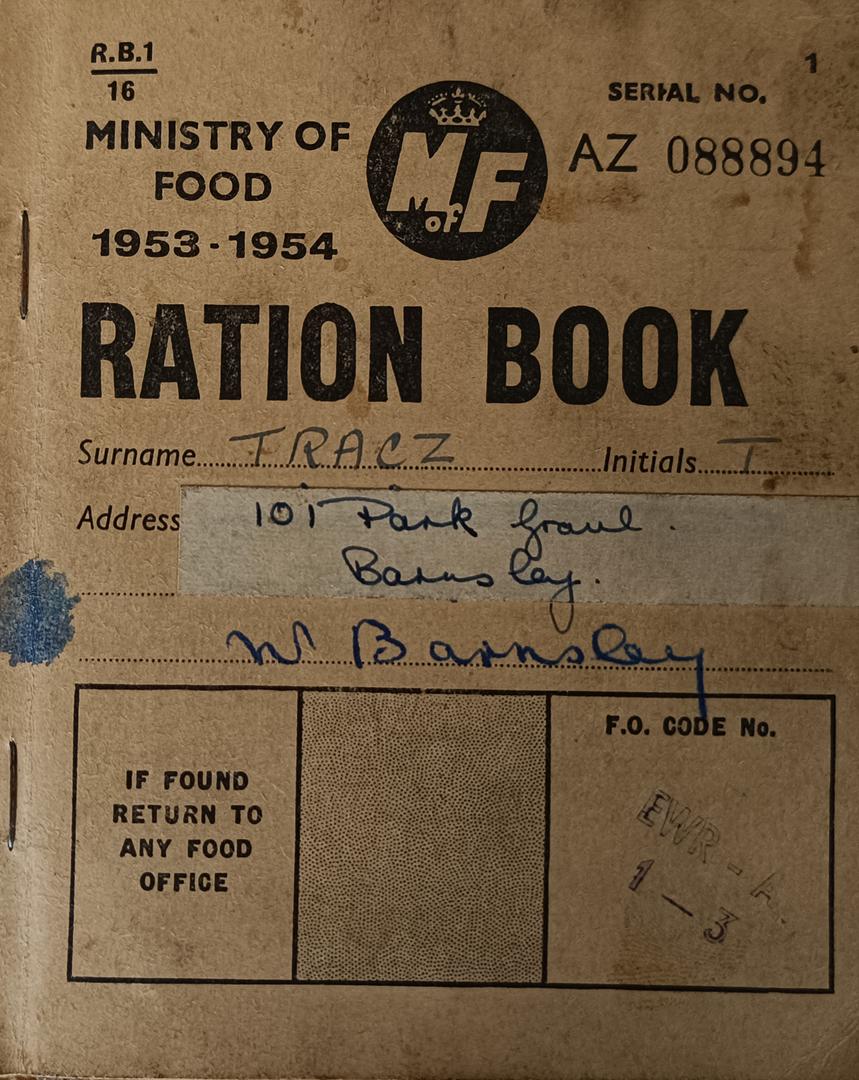 R.B.1
16
1
MINISTRY OF
FOOD
1953-1954
M of F
SERIAL NO.
AZ 088894
RATION BOOK
Surname TRACZ Initials T
Address 101 Park
Barnsley.
Nr Barnsley
IF FOUND
RETURN TO
ANY FOOD
OFFICE
F.O. CODE No.
EWR -
1 - 3